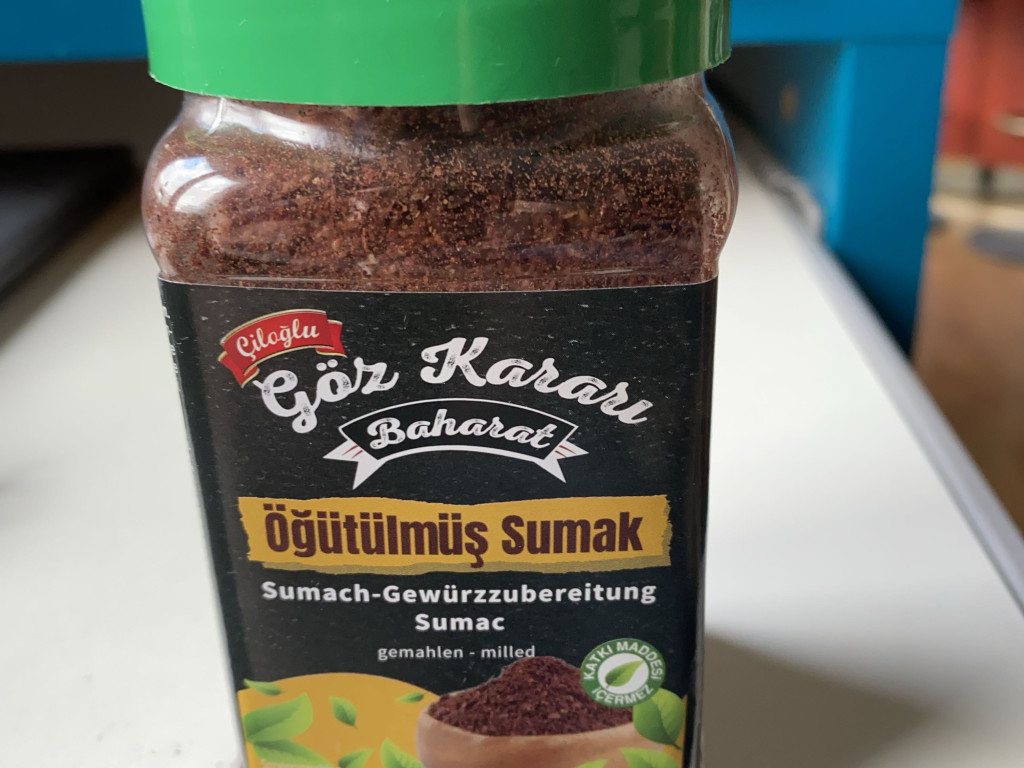 Çiloğlu
Göz Kararı
Baharat
Öğütülmüş Sumak
Sumach-Gewürzzubereitung
Sumac
gemahlen - milled
KATKI MADDESİ
İÇERMEZ